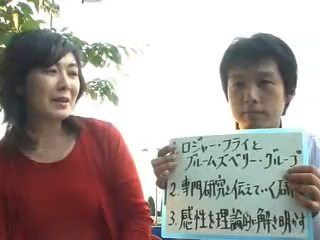 1. ロジャー・フライと
ブルームズベリー・グループ
2. 専門研究を伝えていく
3. 感性を理論的に解き明かす